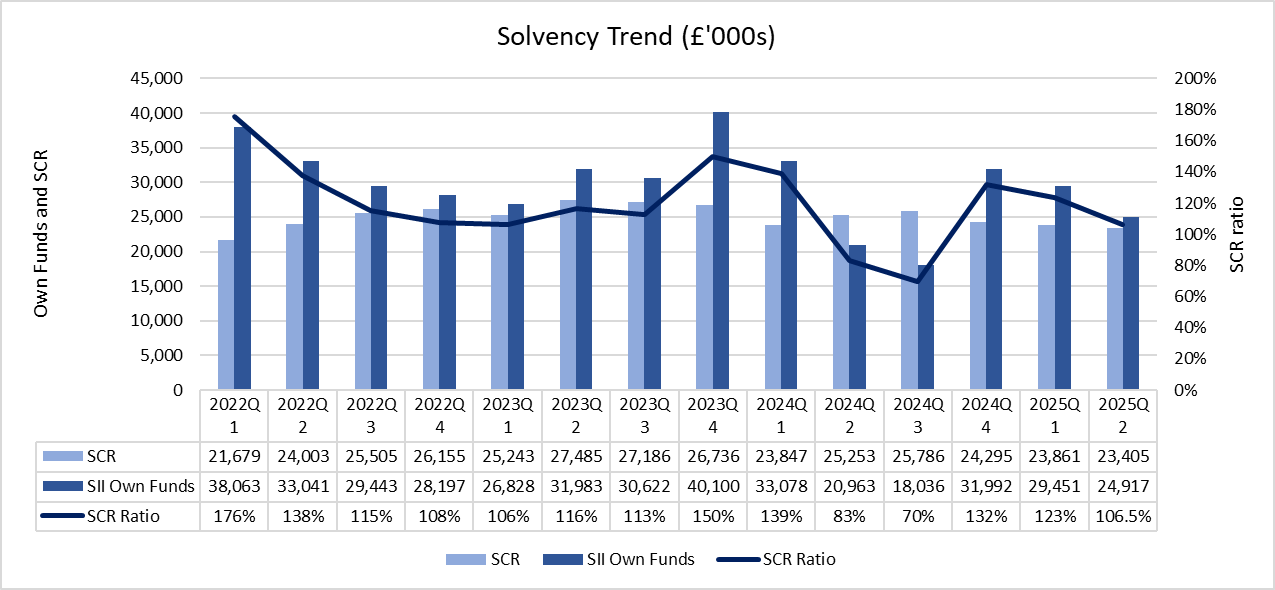 Solvency Trend (£'000s)
Own Funds and SCR
45,000
40,000
35,000
30,000
25,000
20,000
15,000
10,000
5,000
0
200%
180%
160%
140%
120%
100%
80%
60%
40%
20%
0%
SCR ratio
2022Q 2022Q 2022Q 2022Q 2023Q 2023Q 2023Q 2023Q 2024Q 2024Q 2024Q 2024Q 2025Q 2025Q
1 2 3 4 1 2 3 4 1 2 3 4 1 2
SCR 21,679 24,003 25,505 26,155 25,243 27,485 27,186 26,736 23,847 25,253 25,786 24,295 23,861 23,405
SII Own Funds 38,063 33,041 29,443 28,197 26,828 31,983 30,622 40,100 33,078 20,963 18,036 31,992 29,451 24,917
SCR Ratio 176% 138% 115% 108% 106% 116% 113% 150% 139% 83% 70% 132% 123% 106.5%
SCR SII Own Funds SCR Ratio